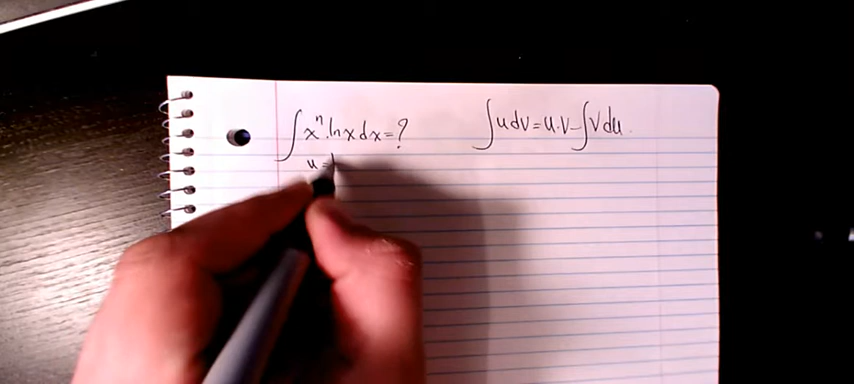 ∫xⁿ·ln x dx = ? ∫u dv = u·v - ∫v du.
u = l